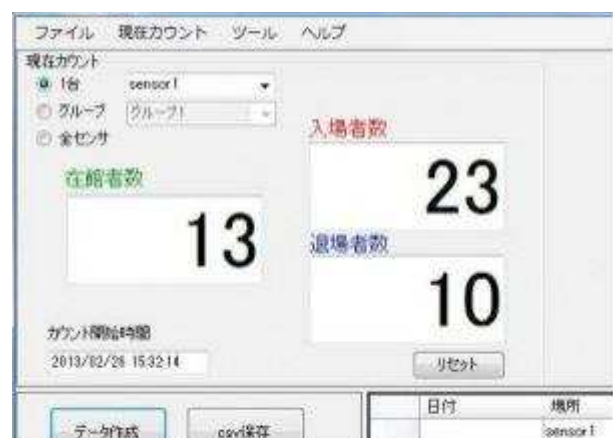 ファイル 現在カウント ツール ヘルプ
現在カウント
1台 sensor1
グループ グループ1
全センサ
入場者数
23
在館者数
13
退場者数
10
カウント開始時間
2013/02/26 15:32:14
リセット
データ作成 csv保存
日付 場所
sensor1